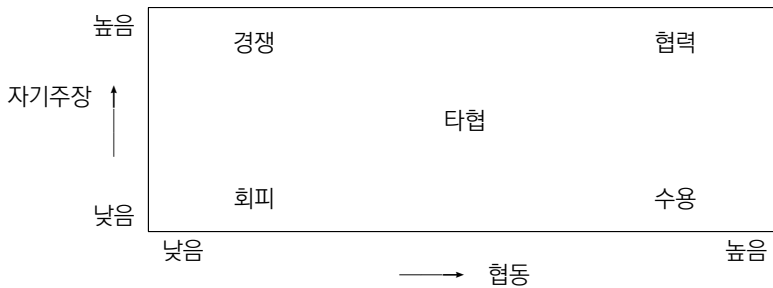 높음
경쟁 협력
자기주장
타협
낮음
회피 수용
낮음 높음
협동